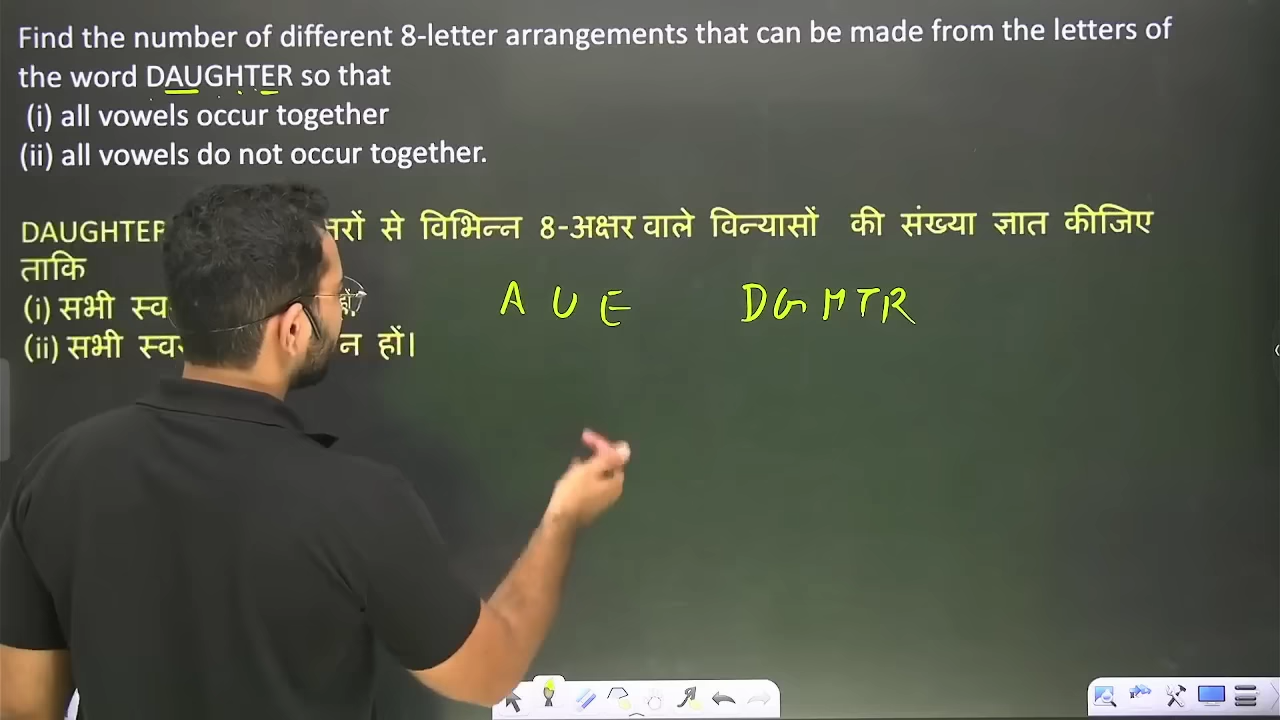 Find the number of different 8-letter arrangements that can be made from the letters of
the word DAUGHTER so that
(i) all vowels occur together
(ii) all vowels do not occur together.
DAUGHTER से विभिन्न 8-अक्षर वाले विन्यासों की संख्या ज्ञात कीजिए
ताकि
(i) सभी हों.
(ii) सभी न हों।
A U E D G H T R